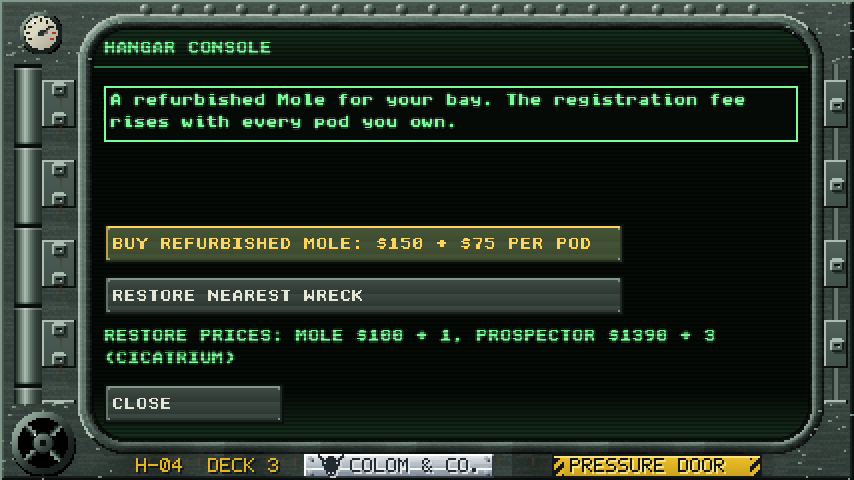 HANGAR CONSOLE
A refurbished Mole for your bay. The registration fee
rises with every pod you own.
BUY REFURBISHED MOLE: $150 + $75 PER POD
RESTORE NEAREST WRECK
RESTORE PRICES: MOLE $100 + 1, PROSPECTOR $1390 + 3
(CICATRIUM)
CLOSE
H-04 DECK 3 COLOM & CO. PRESSURE DOOR